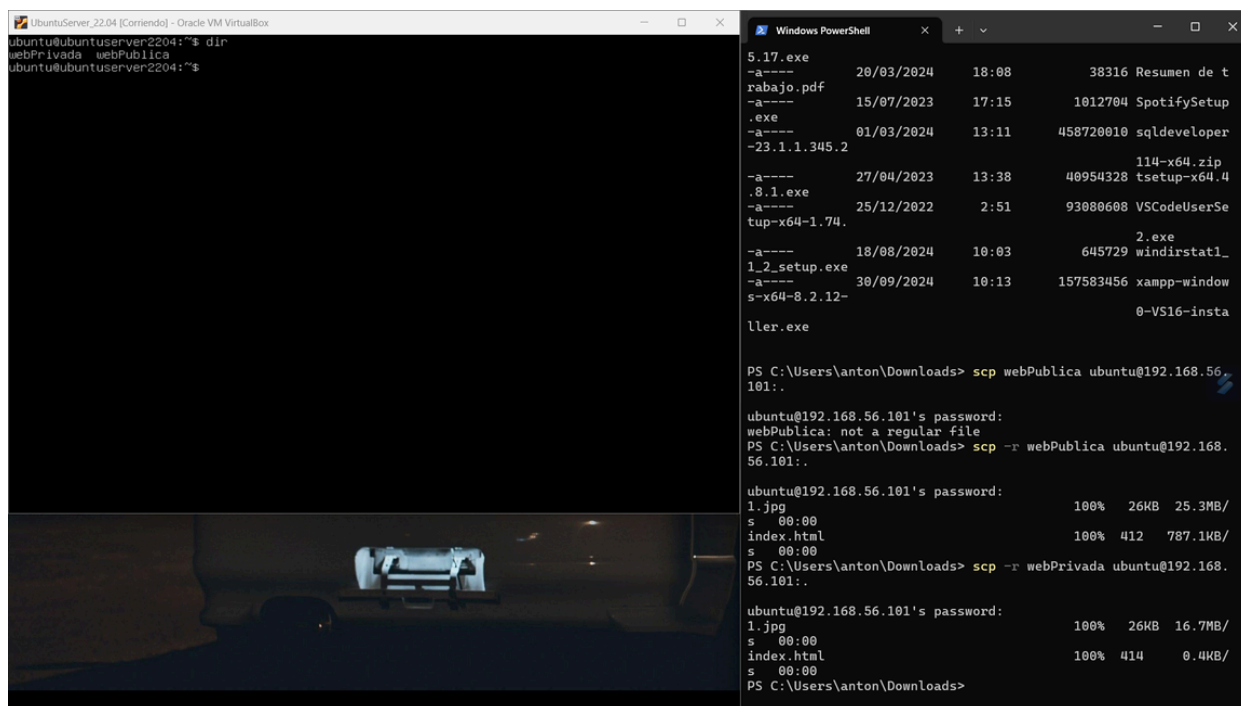 UbuntuServer_22.04 [Corriendo] - Oracle VM VirtualBox
ubuntu@ubuntuserver2204:~$ dir
webPrivada  webPublica
ubuntu@ubuntuserver2204:~$
Windows PowerShell
5.17.exe
-a----        20/03/2024     18:08          38316 Resumen de t
rabajo.pdf
-a----        15/07/2023     17:15        1012704 SpotifySetup
.exe
-a----        01/03/2024     13:11      458720010 sqldeveloper
-23.1.1.345.2
114-x64.zip
-a----        27/04/2023     13:38       40954328 tsetup-x64.4
.8.1.exe
-a----        25/12/2022      2:51       93080608 VSCodeUserSe
tup-x64-1.74.
2.exe
-a----        18/08/2024     10:03         645729 windirstat1_
1_2_setup.exe
-a----        30/09/2024     10:13      157583456 xampp-window
s-x64-8.2.12-
0-VS16-insta
ller.exe
PS C:\Users\anton\Downloads> scp webPublica ubuntu@192.168.56.
101:.
ubuntu@192.168.56.101's password:
webPublica: not a regular file
PS C:\Users\anton\Downloads> scp -r webPublica ubuntu@192.168.
56.101:.
ubuntu@192.168.56.101's password:
1.jpg                                      100%   26KB  25.3MB/
s   00:00
index.html                                 100%  412   787.1KB/
s   00:00
PS C:\Users\anton\Downloads> scp -r webPrivada ubuntu@192.168.
56.101:.
ubuntu@192.168.56.101's password:
1.jpg                                      100%   26KB  16.7MB/
s   00:00
index.html                                 100%  414     0.4KB/
s   00:00
PS C:\Users\anton\Downloads>